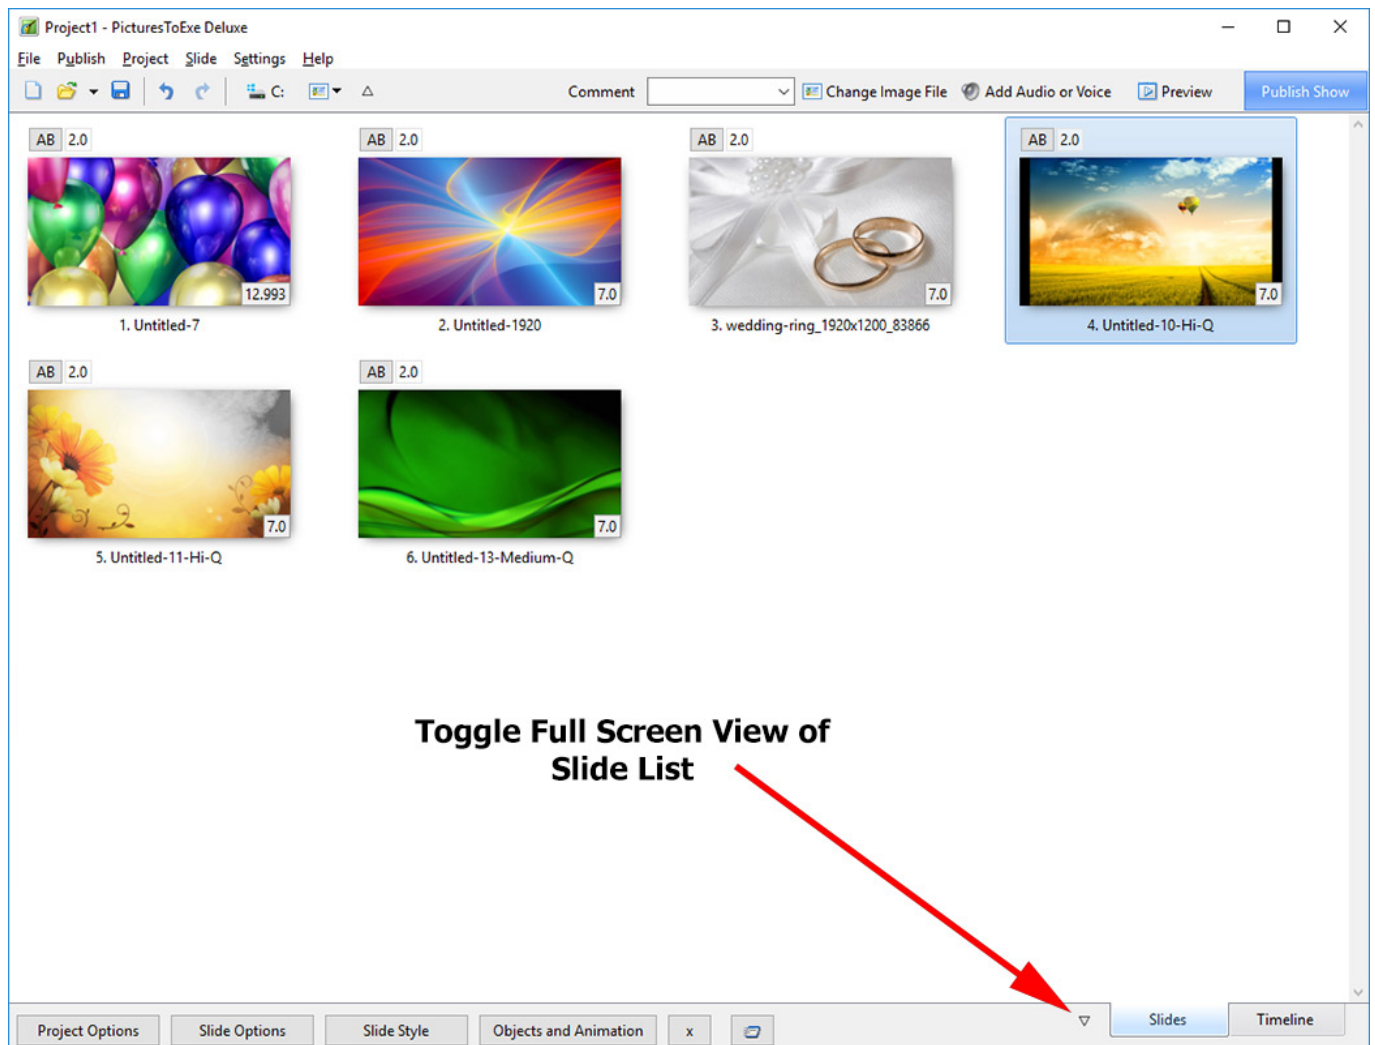 Project1 - PicturesToExe Deluxe
File Publish Project Slide Settings Help
C: Comment Change Image File Add Audio or Voice Preview Publish Show
AB 2.0 AB 2.0 AB 2.0 AB 2.0
12.993 7.0 7.0 7.0
1. Untitled-7 2. Untitled-1920 3. wedding-ring_1920x1200_83866 4. Untitled-10-Hi-Q
AB 2.0 AB 2.0
7.0 7.0
5. Untitled-11-Hi-Q 6. Untitled-13-Medium-Q
Toggle Full Screen View of
Slide List
Project Options Slide Options Slide Style Objects and Animation x Slides Timeline